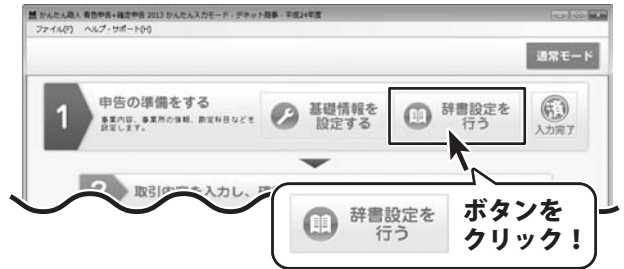 かんたん商人 青色申告+確定申告 2013 かんたん入力モード - デネット商事 - 平成24年度
ファイル(F) ヘルプ・サポート(H)
通常モード
1
申告の準備をする
事業内容、事業所の情報、勘定科目などを
設定します。
基礎情報を
設定する
辞書設定を
行う
入力完了
取引内容を入力し、
辞書設定を
行う
ボタンを
クリック！